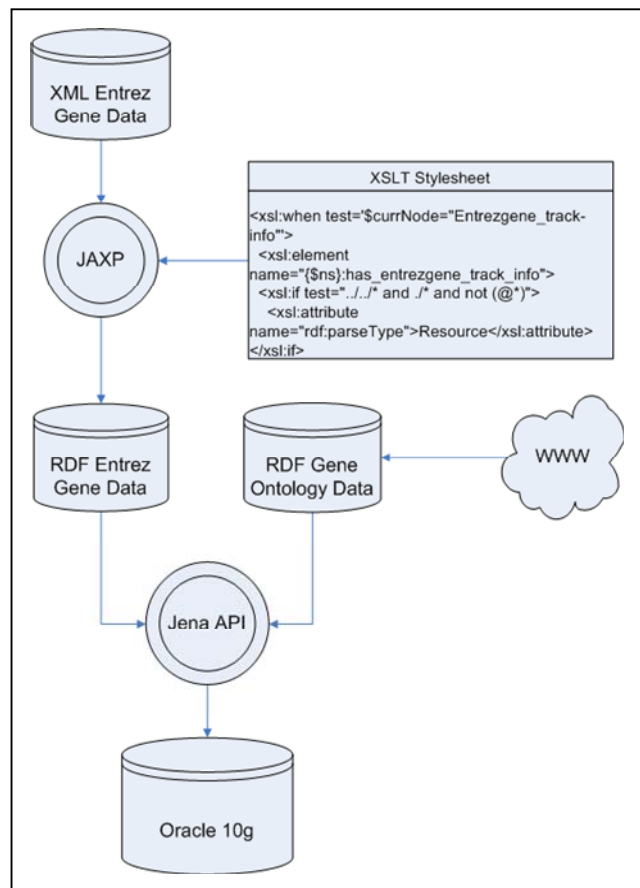 XML Entrez
Gene Data
XSLT Stylesheet
<xsl:when test='$currNode="Entrezgene_track-
info"'>
<xsl:element
name="{$ns}:has_entrezgene_track_info">
<xsl:if test="../../* and ./* and not (@*)">
<xsl:attribute
name="rdf:parseType">Resource</xsl:attribute>
</xsl:if>
JAXP
RDF Entrez
Gene Data
RDF Gene
Ontology Data
WWW
Jena API
Oracle 10g